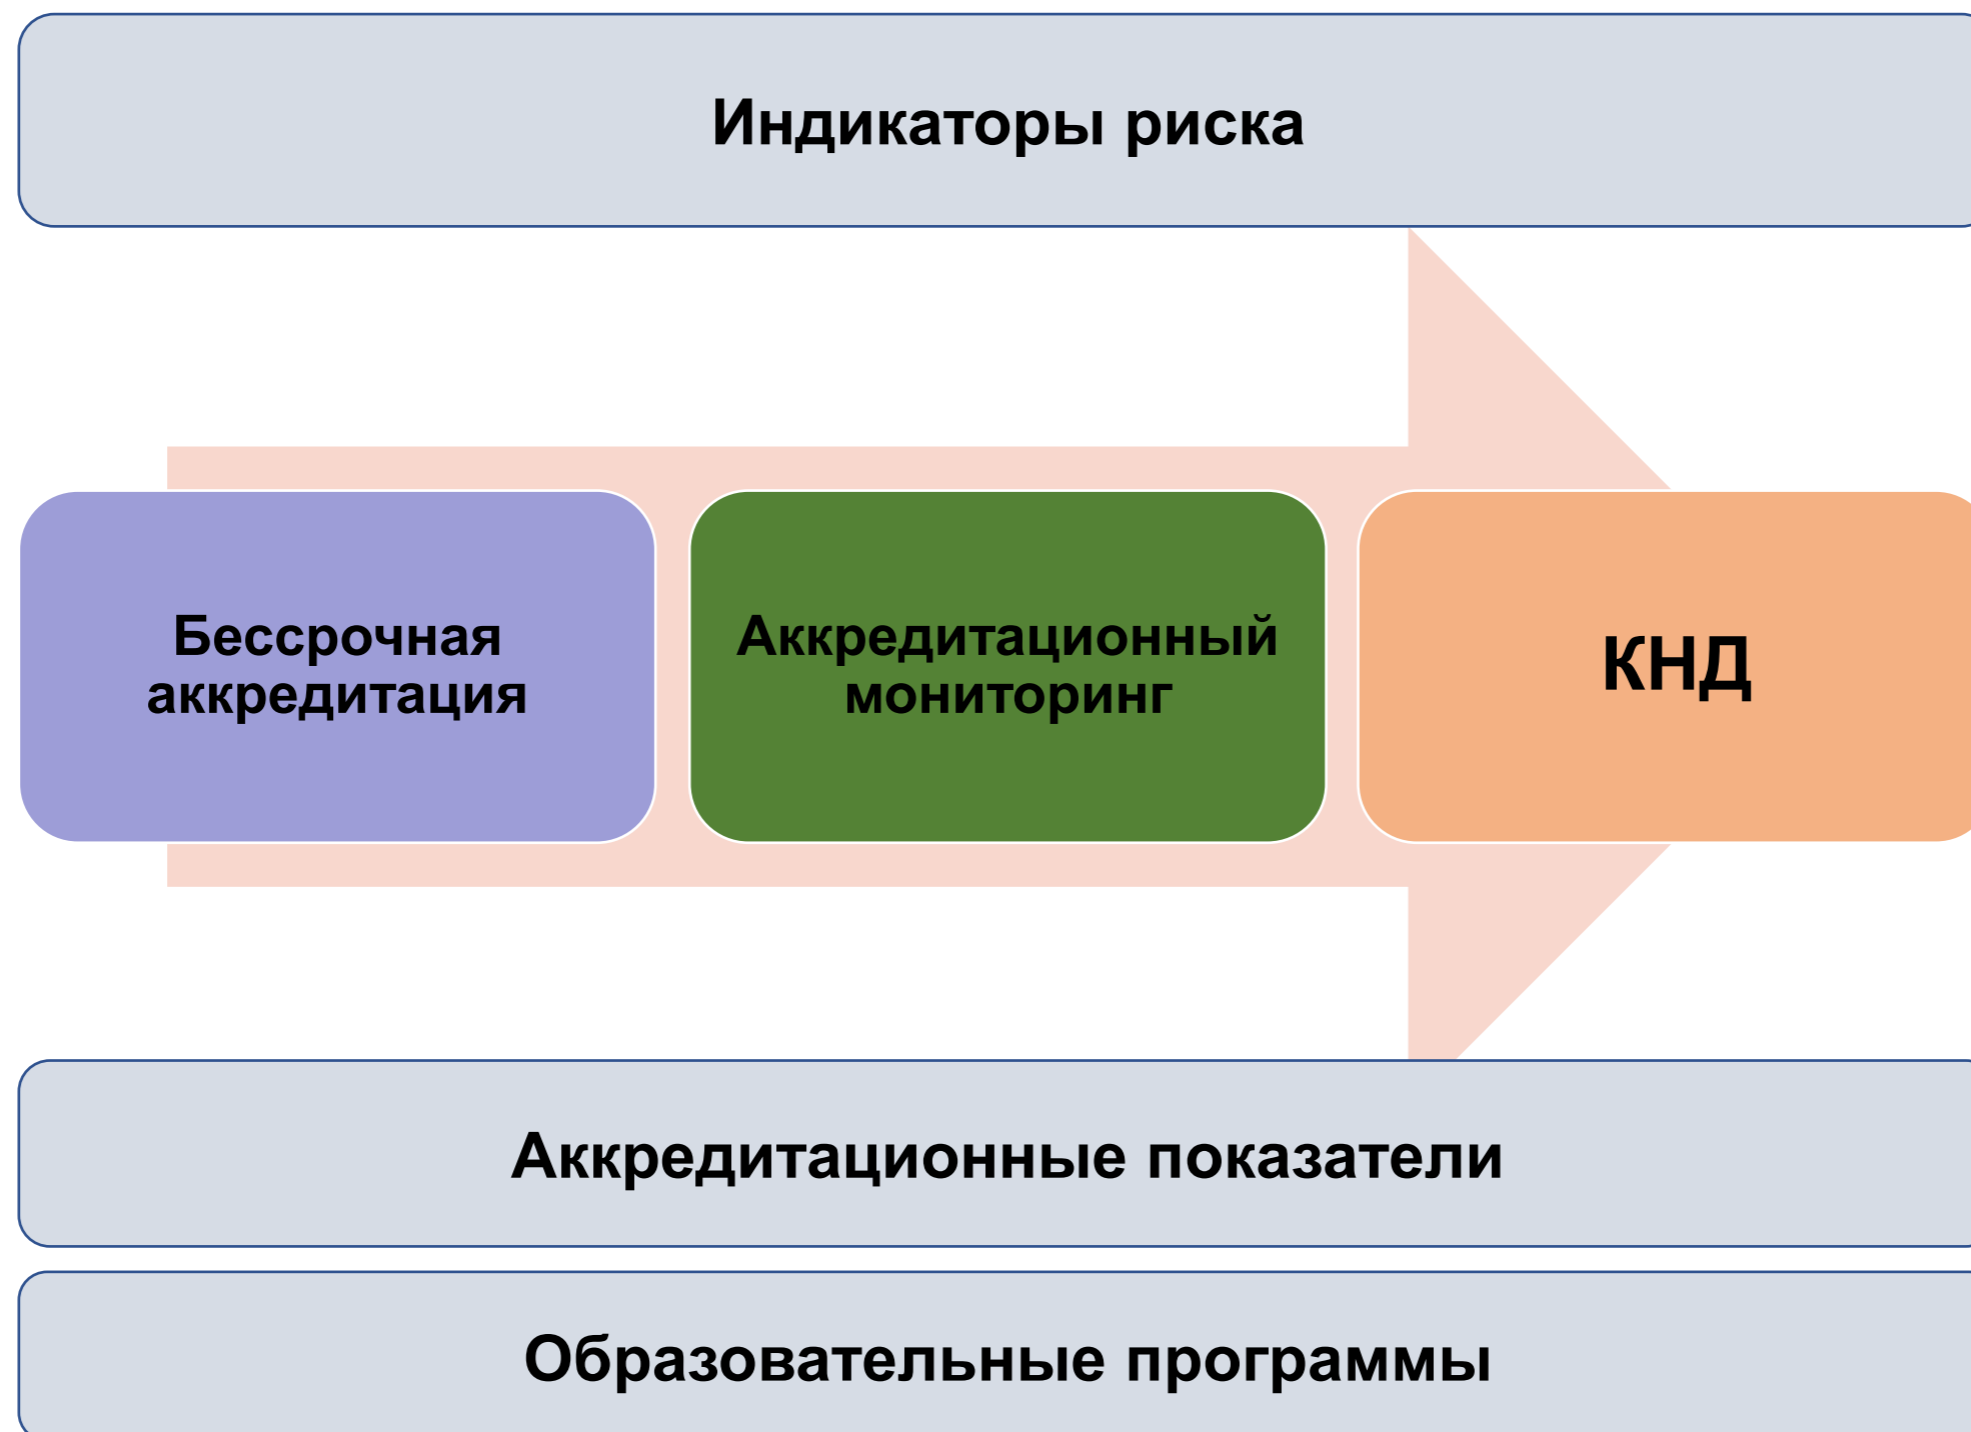 Индикаторы риска
Бессрочная
аккредитация
Аккредитационный
мониторинг
КНД
Аккредитационные показатели
Образовательные программы